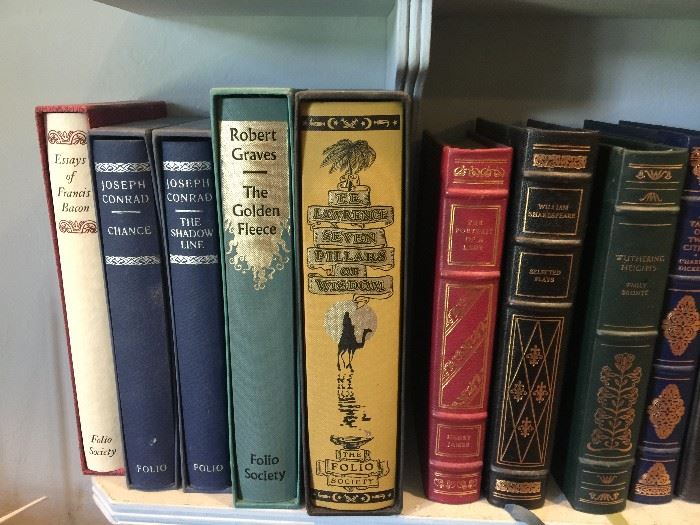 Essays
of
Francis
Bacon
Folio
Society
JOSEPH
CONRAD
CHANCE
FOLIO
JOSEPH
CONRAD
THE
SHADOW
LINE
FOLIO
Robert
Graves
The
Golden
Fleece
Folio
Society
T.E.
LAWRENCE
SEVEN
PILLARS
OF
WISDOM
THE
FOLIO
SOCIETY
THE
PORTRAIT
OF A
LADY
HENRY
JAMES
WILLIAM
SHAKESPEARE
SELECTED
PLAYS
WUTHERING
HEIGHTS
EMILY
BRONTË